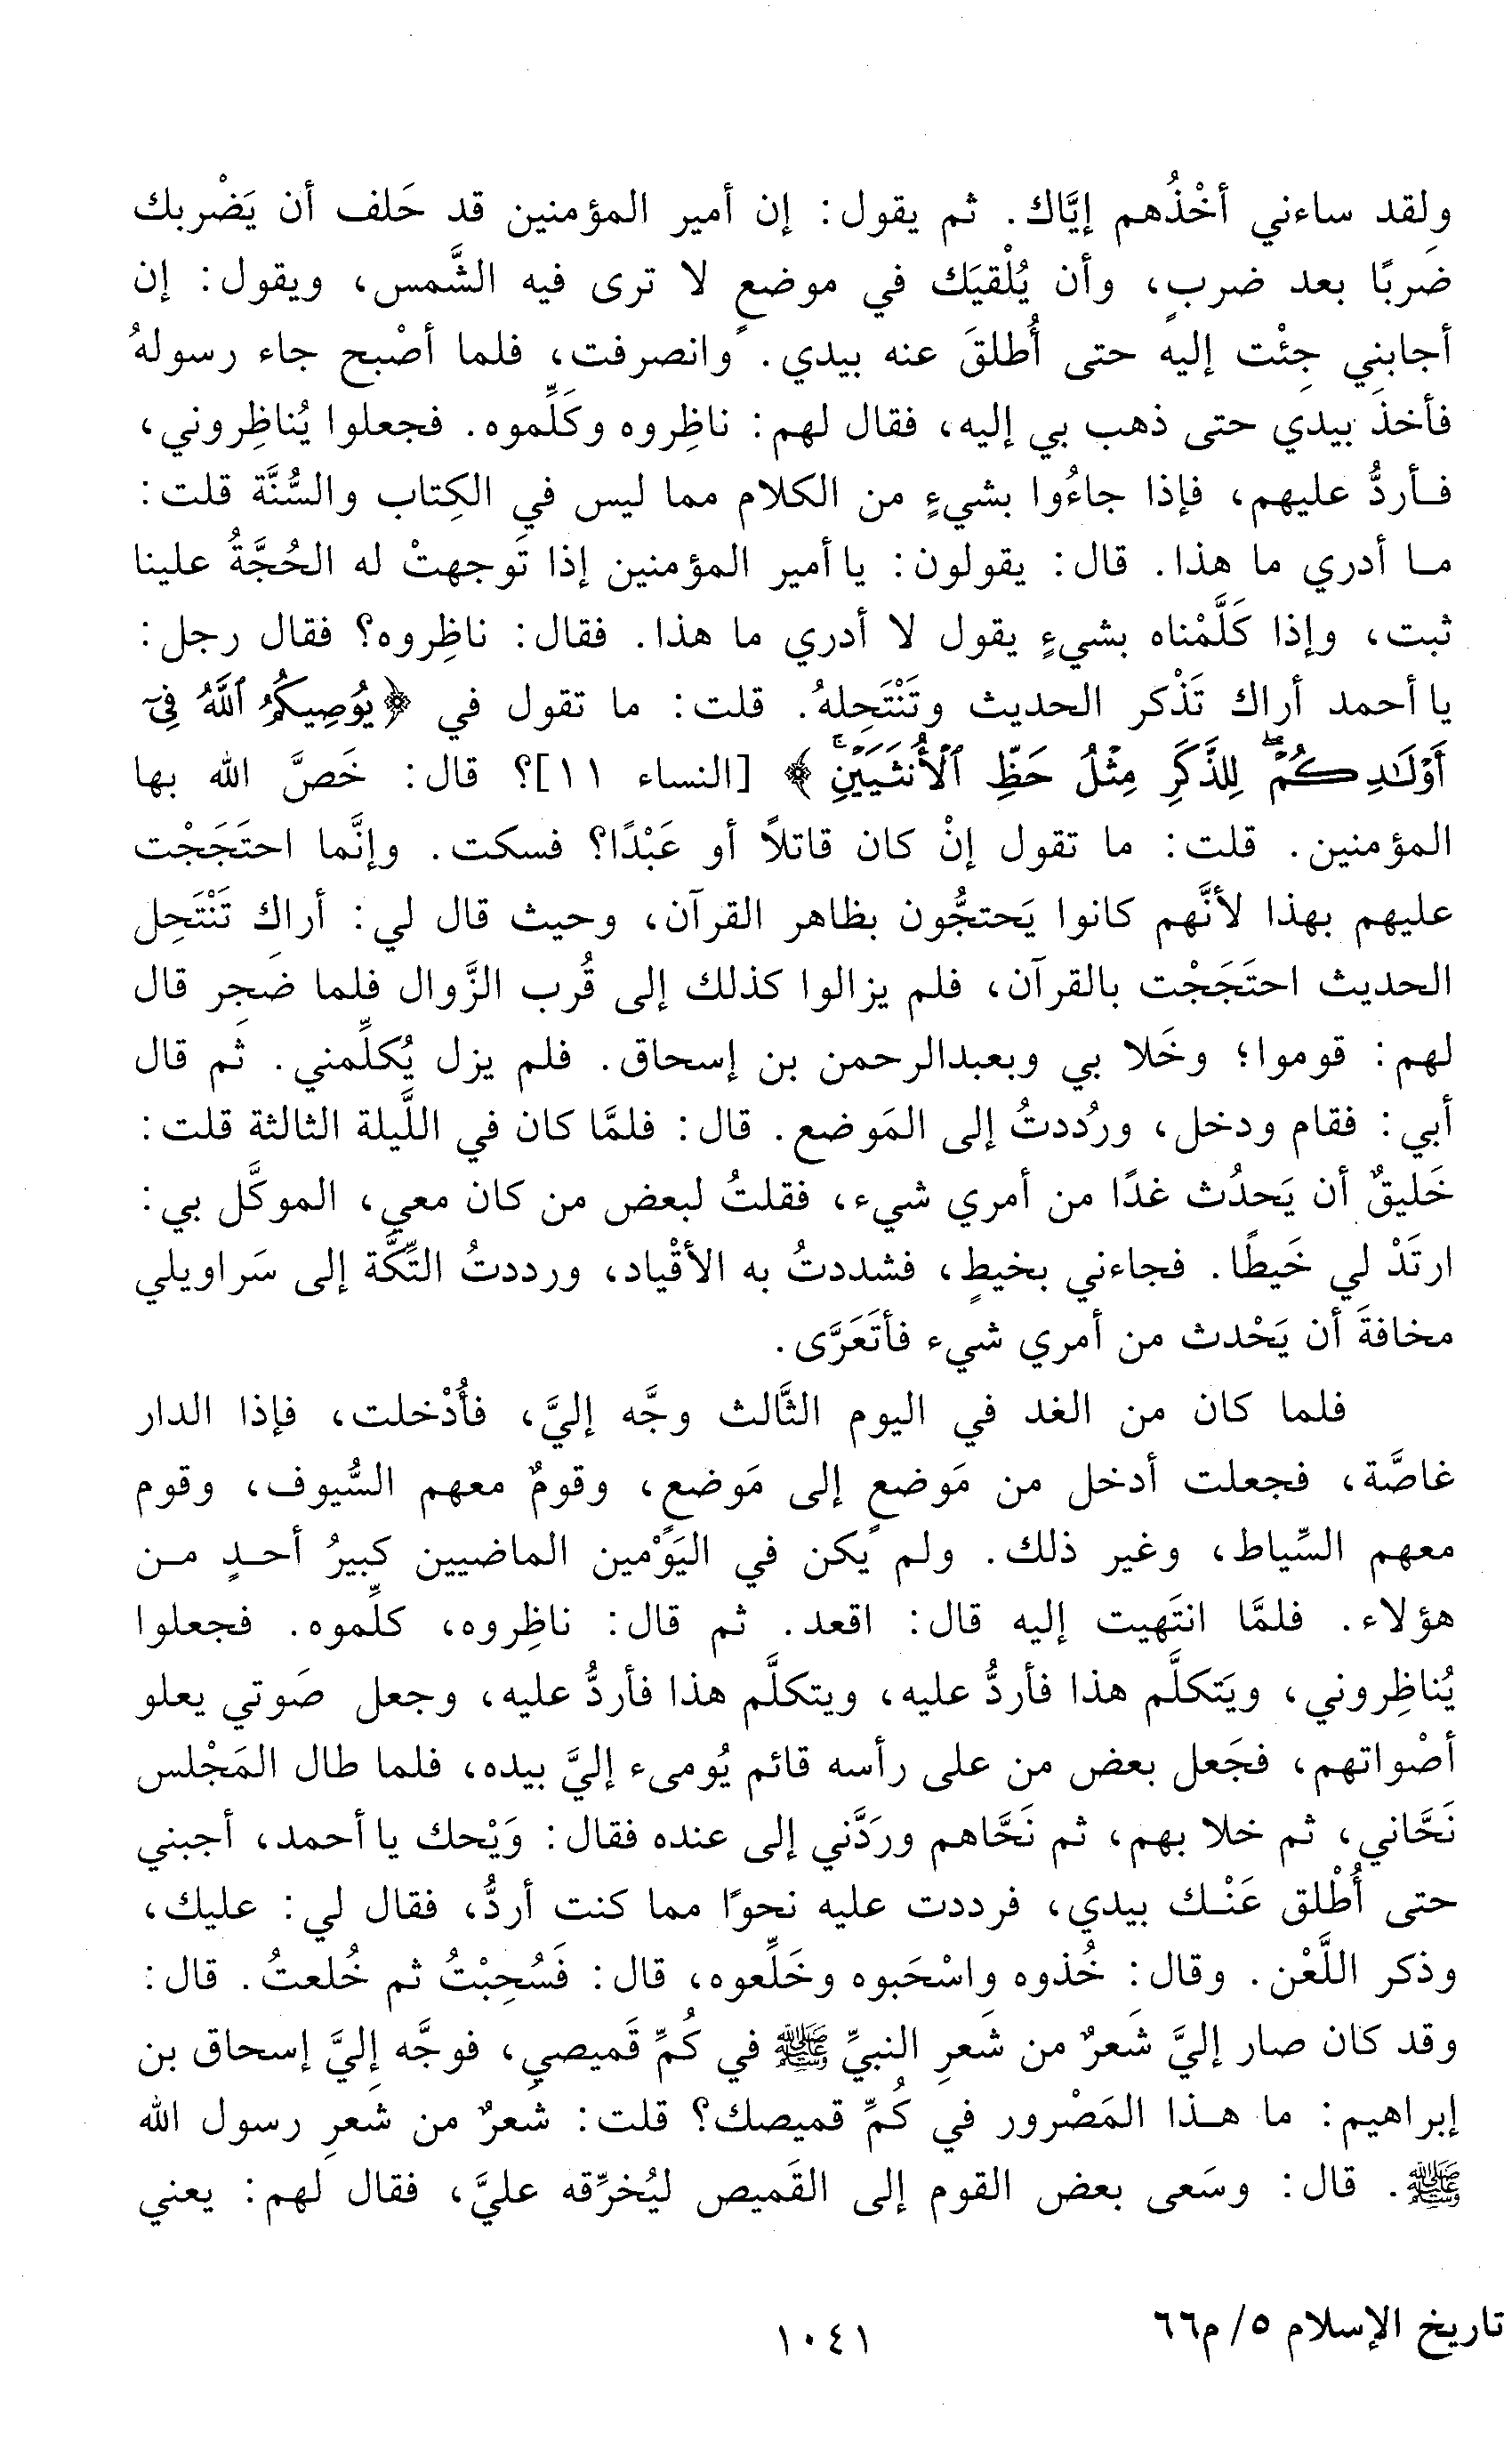 ولقد ساءني أخْذُهم إيَّاك. ثم يقول: إن أمير المؤمنين قد حَلف أن يَضْربك
ضَربًا بعد ضربٍ، وأن يُلْقيَك في موضعٍ لا ترى فيه الشَّمس، ويقول: إن
أجابني جِئْت إليه حتى أُطلقَ عنه بيدي. وانصرفت، فلما أصْبح جاء رسولهُ
فأخذَ بيدي حتى ذهب بي إليه، فقال لهم: ناظِروه وكَلِّموه. فجعلوا يُناظِروني،
فـأردُّ عليهم، فإذا جاءُوا بشيءٍ من الكلام مما ليس في الكِتاب والسُّنَّة قلت:
مـا أدري ما هذا. قال: يقولون: يا أمير المؤمنين إذا تَوجهتْ له الحُجَّةُ علينا
ثبت، وإذا كَلَّمْناه بشيءٍ يقول لا أدري ما هذا. فقال: ناظِروه؟ فقال رجل:
يا أحمد أراك تَذْكر الحديث وتَنْتَحِلهُ. قلت: ما تقول في ﴿يُوصِيكُمُ ٱللَّهُ فِىٓ
أَوْلَـٰدِكُمْ ۖ لِلذَّكَرِ مِثْلُ حَظِّ ٱلْأُنثَيَيْنِ ۚ ﴾ [النساء ١١]؟ قال: خَصَّ الله بها
المؤمنين. قلت: ما تقول إنْ كان قاتلاً أو عَبْدًا؟ فسكت. وإنَّما احتَجَجْت
عليهم بهذا لأنَّهم كانوا يَحتجُّون بظاهر القرآن، وحيث قال لي: أراك تَنْتَحِل
الحديث احتَجَجْت بالقرآن، فلم يزالوا كذلك إلى قُرب الزَّوال فلما ضَجِر قال
لهم: قوموا؛ وخَلا بي وبعبدالرحمن بن إسحاق. فلم يزل يُكلِّمني. ثم قال
أبي: فقام ودخل، ورُددتُ إلى المَوضع. قال: فلمَّا كان في اللَّيلة الثالثة قلت:
خَليقٌ أن يَحدُث غدًا من أمري شيء، فقلتُ لبعض من كان معي، الموكَّل بي:
ارتَدْ لي خَيطًا. فجاءني بخيطٍ، فشددتُ به الأقْياد، ورددتُ التِّكَّة إلى سَراويلي
مخافةَ أن يَحْدث من أمري شيء فأتَعَرَّى.
فلما كان من الغد في اليوم الثَّالث وجَّه إليَّ، فأُدْخلت، فإذا الدار
غاصَّة، فجعلت أدخل من مَوضعٍ إلى مَوضعٍ، وقومٌ معهم السُّيوف، وقوم
معهم السِّياط، وغير ذلك. ولم يكن في اليَوْمين الماضيين كبيرُ أحـدٍ مـن
هؤلاء. فلمَّا انتَهيت إليه قال: اقعد. ثم قال: ناظِروه، كلِّموه. فجعلوا
يُناظِروني، ويَتكلَّم هذا فأردُّ عليه، ويتكلَّم هذا فأردُّ عليه، وجعل صَوتي يعلو
أصْواتهم، فجَعل بعض من على رأسه قائم يُومىء إليَّ بيده، فلما طال المَجْلس
نَحَّاني، ثم خلا بهم، ثم نَحَّاهم وردَّني إلى عنده فقال: وَيْحك يا أحمد، أجبني
حتى أُطْلق عَنْـك بيدي، فرددت عليه نحوًا مما كنت أردُّ، فقال لي: عليك،
وذكر اللَّعْن. وقال: خُذوه واسْحَبوه وخَلِّعوه، قال: فَسُحِبْتُ ثم خُلعتُ. قال:
وقد كان صار إليَّ شَعرٌ من شَعرِ النبيِّ ﷺ في كُمِّ قَميصي، فوجَّه إليَّ إسحاق بن
إبراهيم: ما هـذا المَصْرور في كُمِّ قميصك؟ قلت: شَعرٌ من شَعرِ رسول الله
ﷺ. قال: وسَعى بعض القوم إلى القَميص ليُخرِّقه عليَّ، فقال لهم: يعني
تاريخ الإسلام ٥/ م٦٦
١٠٤١